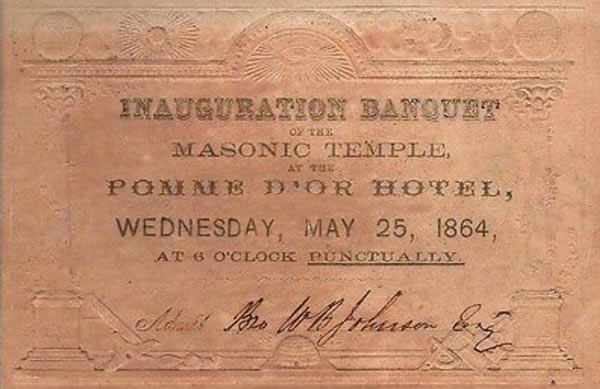 INAUGURATION BANQUET
OF THE
MASONIC TEMPLE,
AT THE
POMME D'OR HOTEL,
WEDNESDAY, MAY 25, 1864,
AT 6 O'CLOCK PUNCTUALLY.
Admit Bro W B Johnson Esq